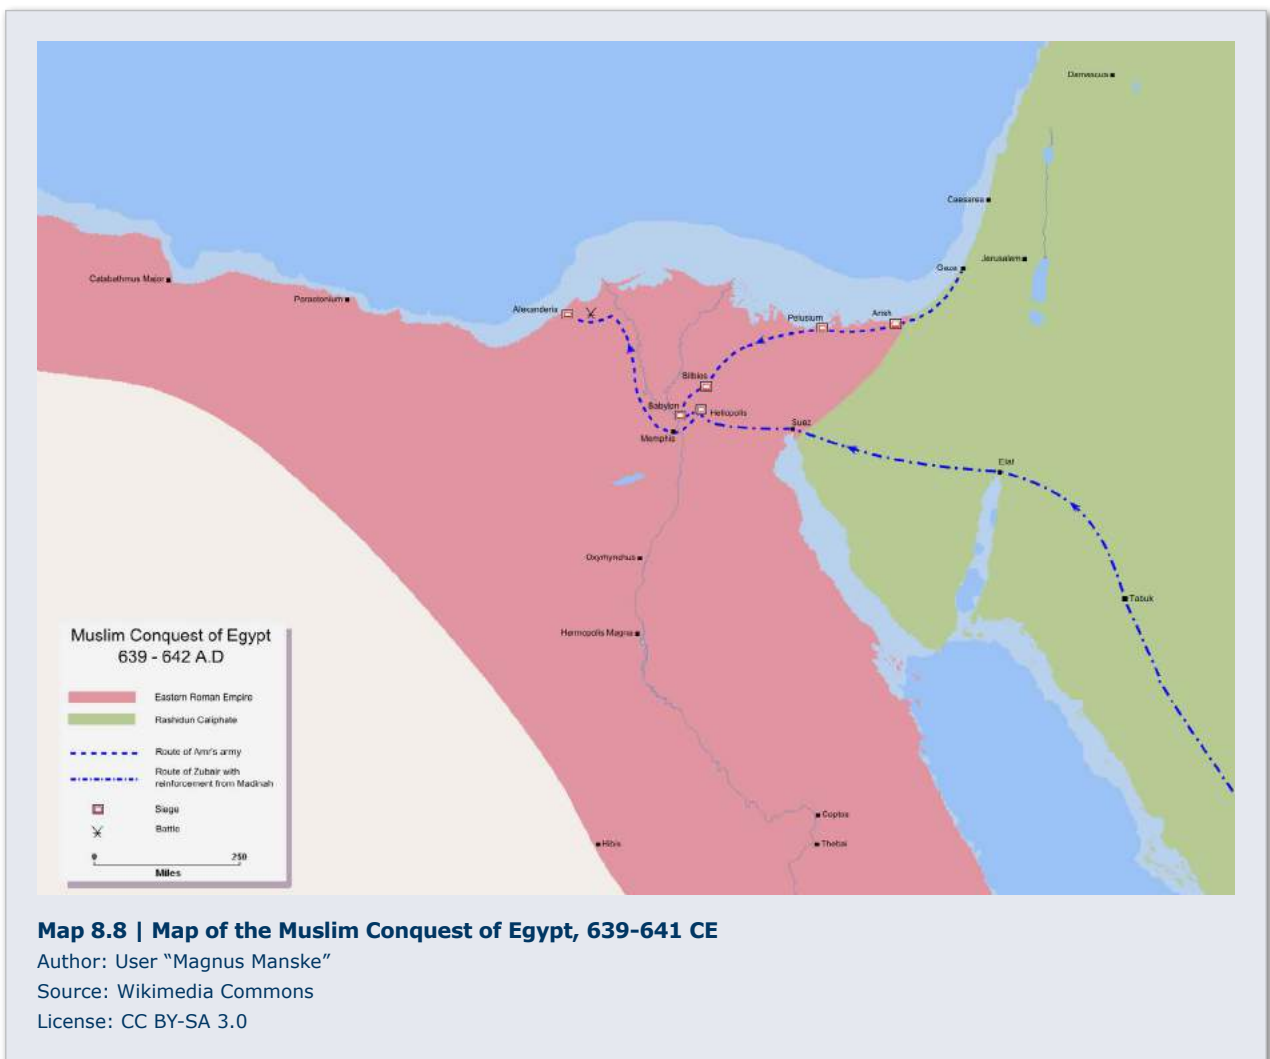 Damascus
Caesarea
Jerusalem
Gaza
Catabathmus Major
Paraetonium
Alexandria
Pelusium
Arish
Bilbies
Babylon
Heliopolis
Memphis
Suez
Elat
Oxyrhynchus
Tabuk
Hermopolis Magna
Coptos
Hibis
Thebai
Muslim Conquest of Egypt
639 - 642 A.D
Eastern Roman Empire
Rashidun Caliphate
Route of Amr's army
Route of Zubair with
reinforcement from Madinah
Siege
Battle
0 250
Miles
Map 8.8 | Map of the Muslim Conquest of Egypt, 639-641 CE
Author: User “Magnus Manske”
Source: Wikimedia Commons
License: CC BY-SA 3.0